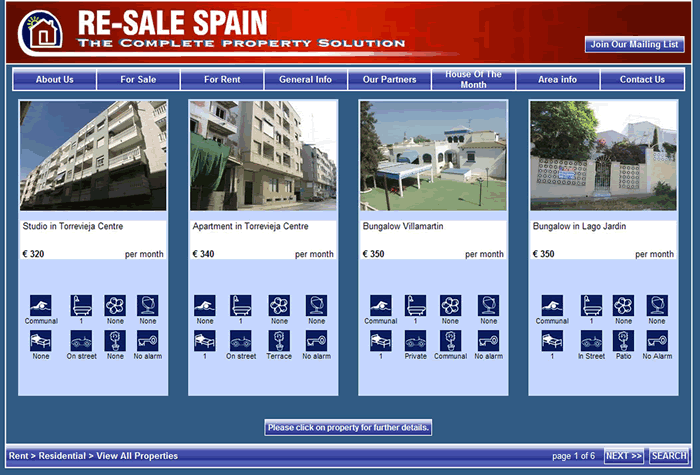 RE-SALE SPAIN
THE COMPLETE PROPERTY SOLUTION
Join Our Mailing List
About Us
For Sale
For Rent
General Info
Our Partners
House Of The
Month
Area info
Contact Us
Studio in Torrevieja Centre
€ 320 per month
Communal 1 None None
None On street None No alarm
Apartment in Torrevieja Centre
€ 340 per month
None 1 None None
1 On street Terrace No alarm
Bungalow Villamartin
€ 350 per month
Communal 1 None None
1 Private Communal No alarm
Bungalow in Lago Jardin
€ 350 per month
Communal 1 None None
1 In Street Patio No Alarm
Please click on property for further details.
Rent > Residential > View All Properties
page 1 of 6 NEXT >> SEARCH